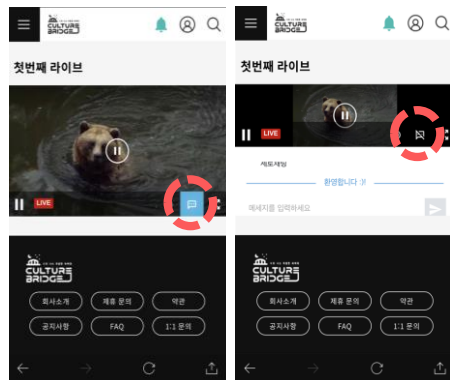 CULTURE
BRIDGE
첫번째 라이브
LIVE
CULTURE
BRIDGE
회사소개
제휴 문의
약관
공지사항
FAQ
1:1 문의
CULTURE
BRIDGE
첫번째 라이브
LIVE
환영합니다 :)!
메세지를 입력하세요
CULTURE
BRIDGE
회사소개
제휴 문의
약관
공지사항
FAQ
1:1 문의